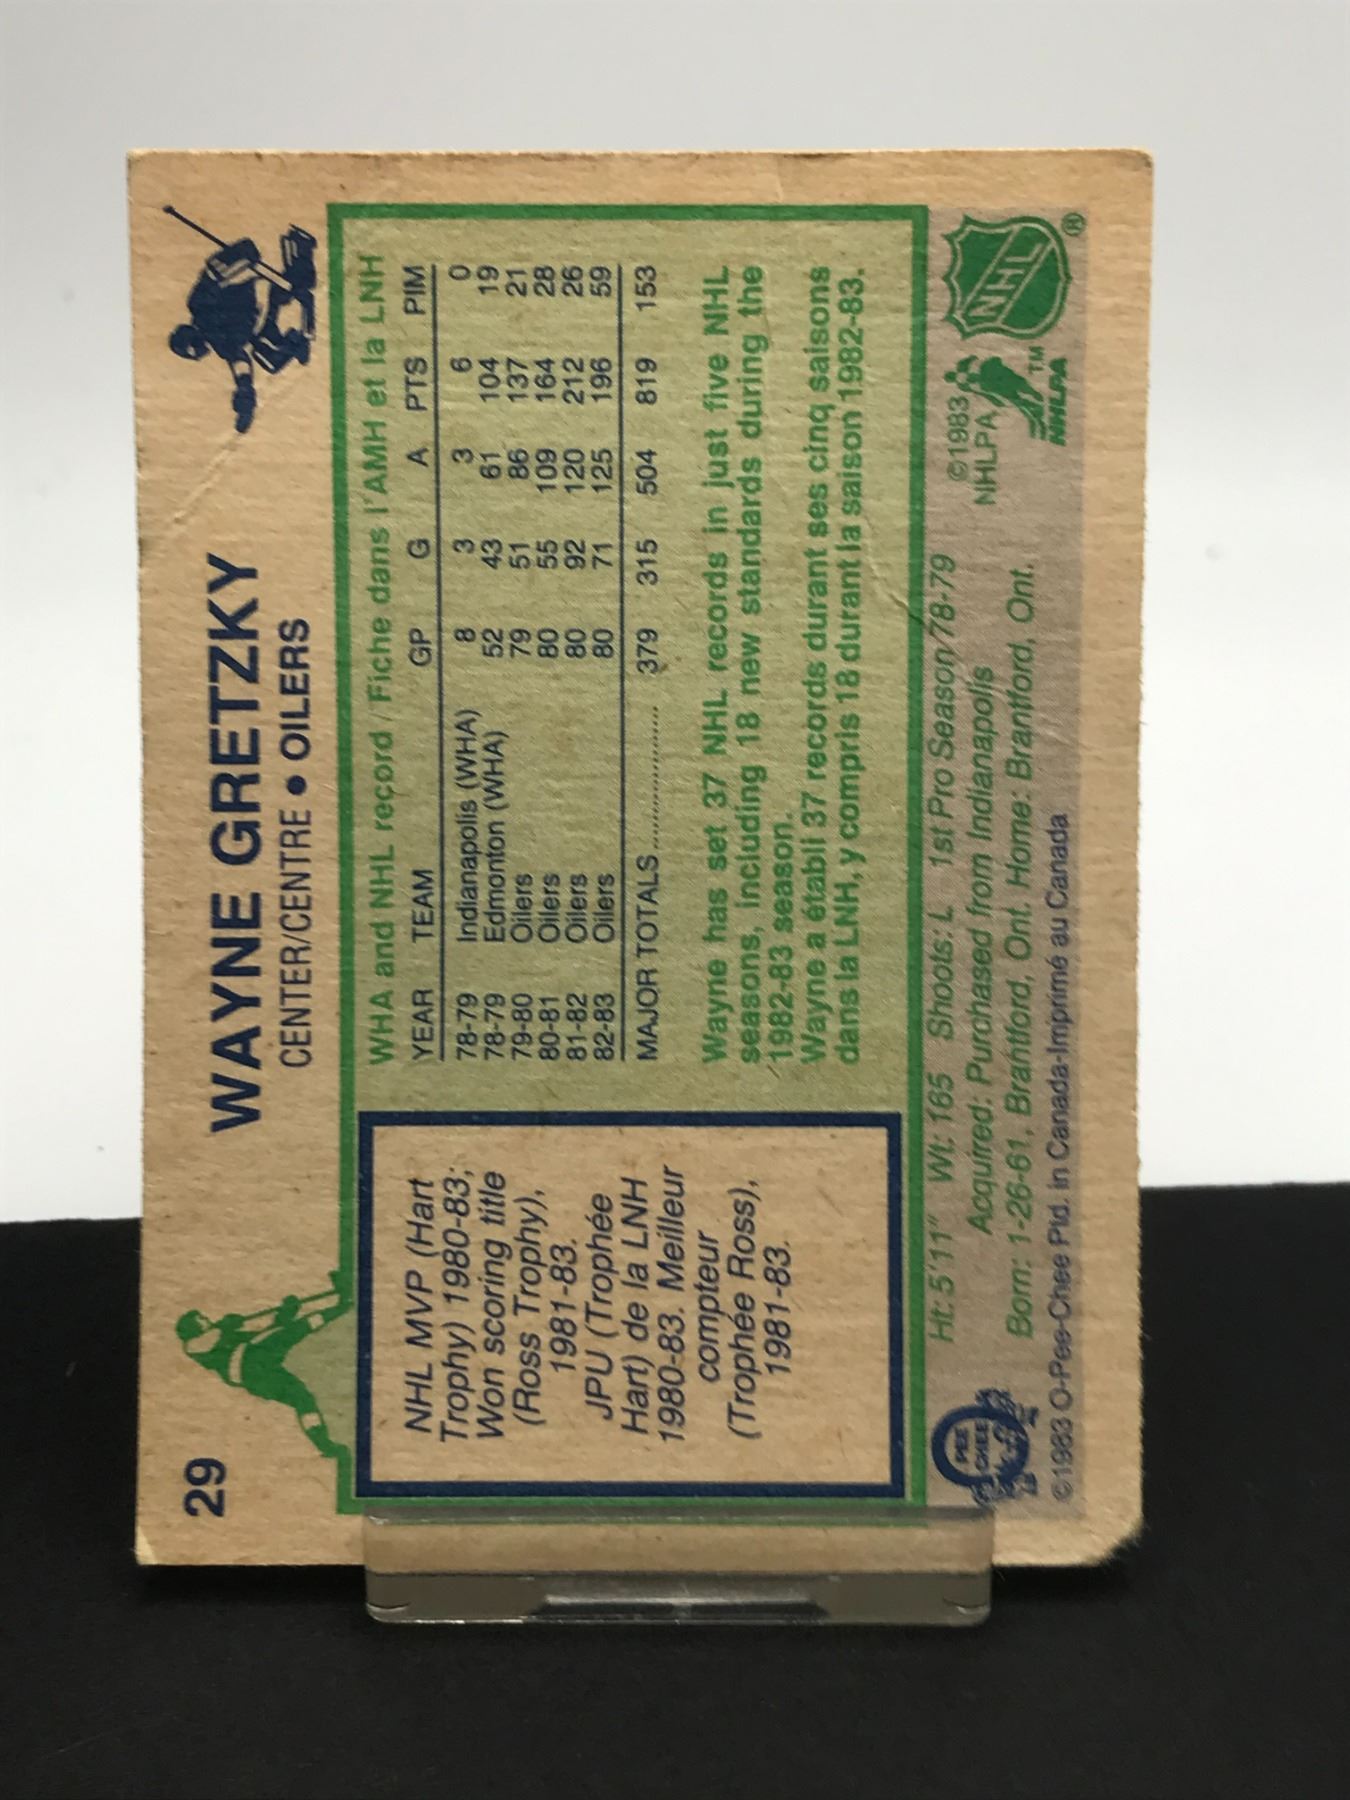 29
WAYNE GRETZKY
CENTER/CENTRE • OILERS
NHL MVP (Hart
Trophy) 1980-83;
Won scoring title
(Ross Trophy),
1981-83.
JPU (Trophée
Hart) de la LNH
1980-83. Meilleur
compteur
(Trophée Ross),
1981-83.
WHA and NHL record / Fiche dans l'AMH et la LNH
YEAR TEAM GP G A PTS PIM
78-79 Indianapolis (WHA) 8 3 3 6 0
78-79 Edmonton (WHA) 52 43 61 104 19
79-80 Oilers 79 51 86 137 21
80-81 Oilers 80 55 109 164 28
81-82 Oilers 80 92 120 212 26
82-83 Oilers 80 71 125 196 59
MAJOR TOTALS.................... 379 315 504 819 153
Wayne has set 37 NHL records in just five NHL
seasons, including 18 new standards during the
1982-83 season.
Wayne a établi 37 records durant ses cinq saisons
dans la LNH, y compris 18 durant la saison 1982-83.
O
PEE
CHEE
Ht: 5'11" Wt: 165 Shoots: L 1st Pro Season 78-79
Acquired: Purchased from Indianapolis
Born: 1-26-61, Brantford, Ont. Home: Brantford, Ont.
©1983 O-Pee-Chee Ptd. in Canada-Imprimé au Canada
©1983
NHLPA
TM
NHLPA
NHL
®